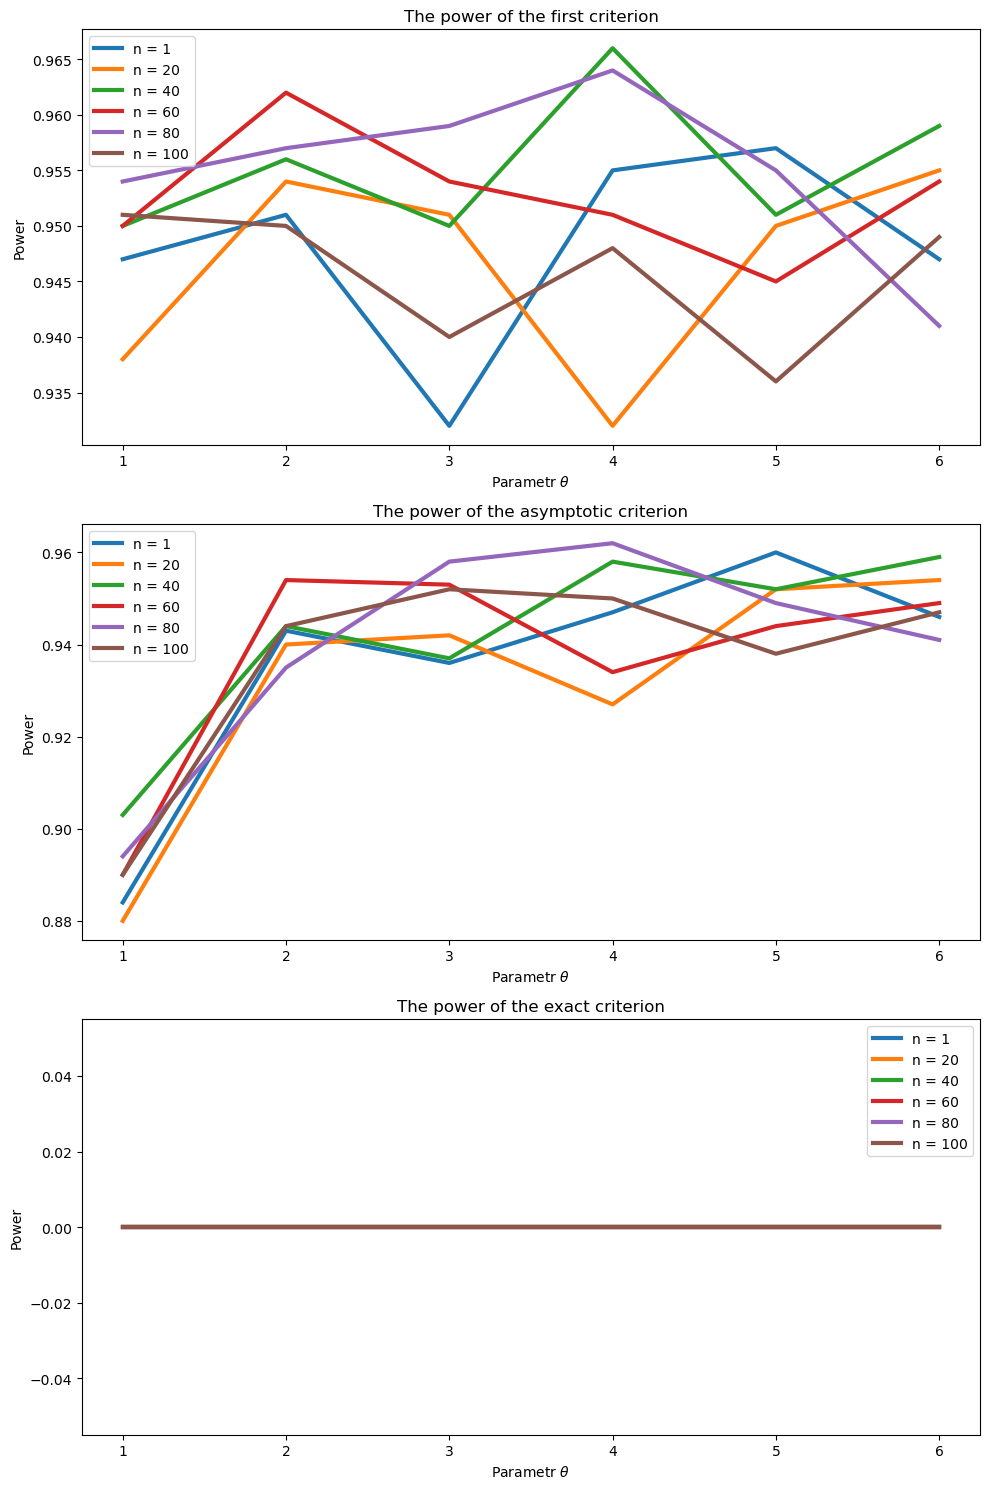 The power of the first criterion
n = 1
n = 20
n = 40
n = 60
n = 80
n = 100
0.965
0.960
0.955
0.950
0.945
0.940
0.935
Power
1 2 3 4 5 6
Parametr θ
The power of the asymptotic criterion
n = 1
n = 20
n = 40
n = 60
n = 80
n = 100
0.96
0.94
0.92
0.90
0.88
Power
1 2 3 4 5 6
Parametr θ
The power of the exact criterion
n = 1
n = 20
n = 40
n = 60
n = 80
n = 100
0.04
0.02
0.00
−0.02
−0.04
Power
1 2 3 4 5 6
Parametr θ